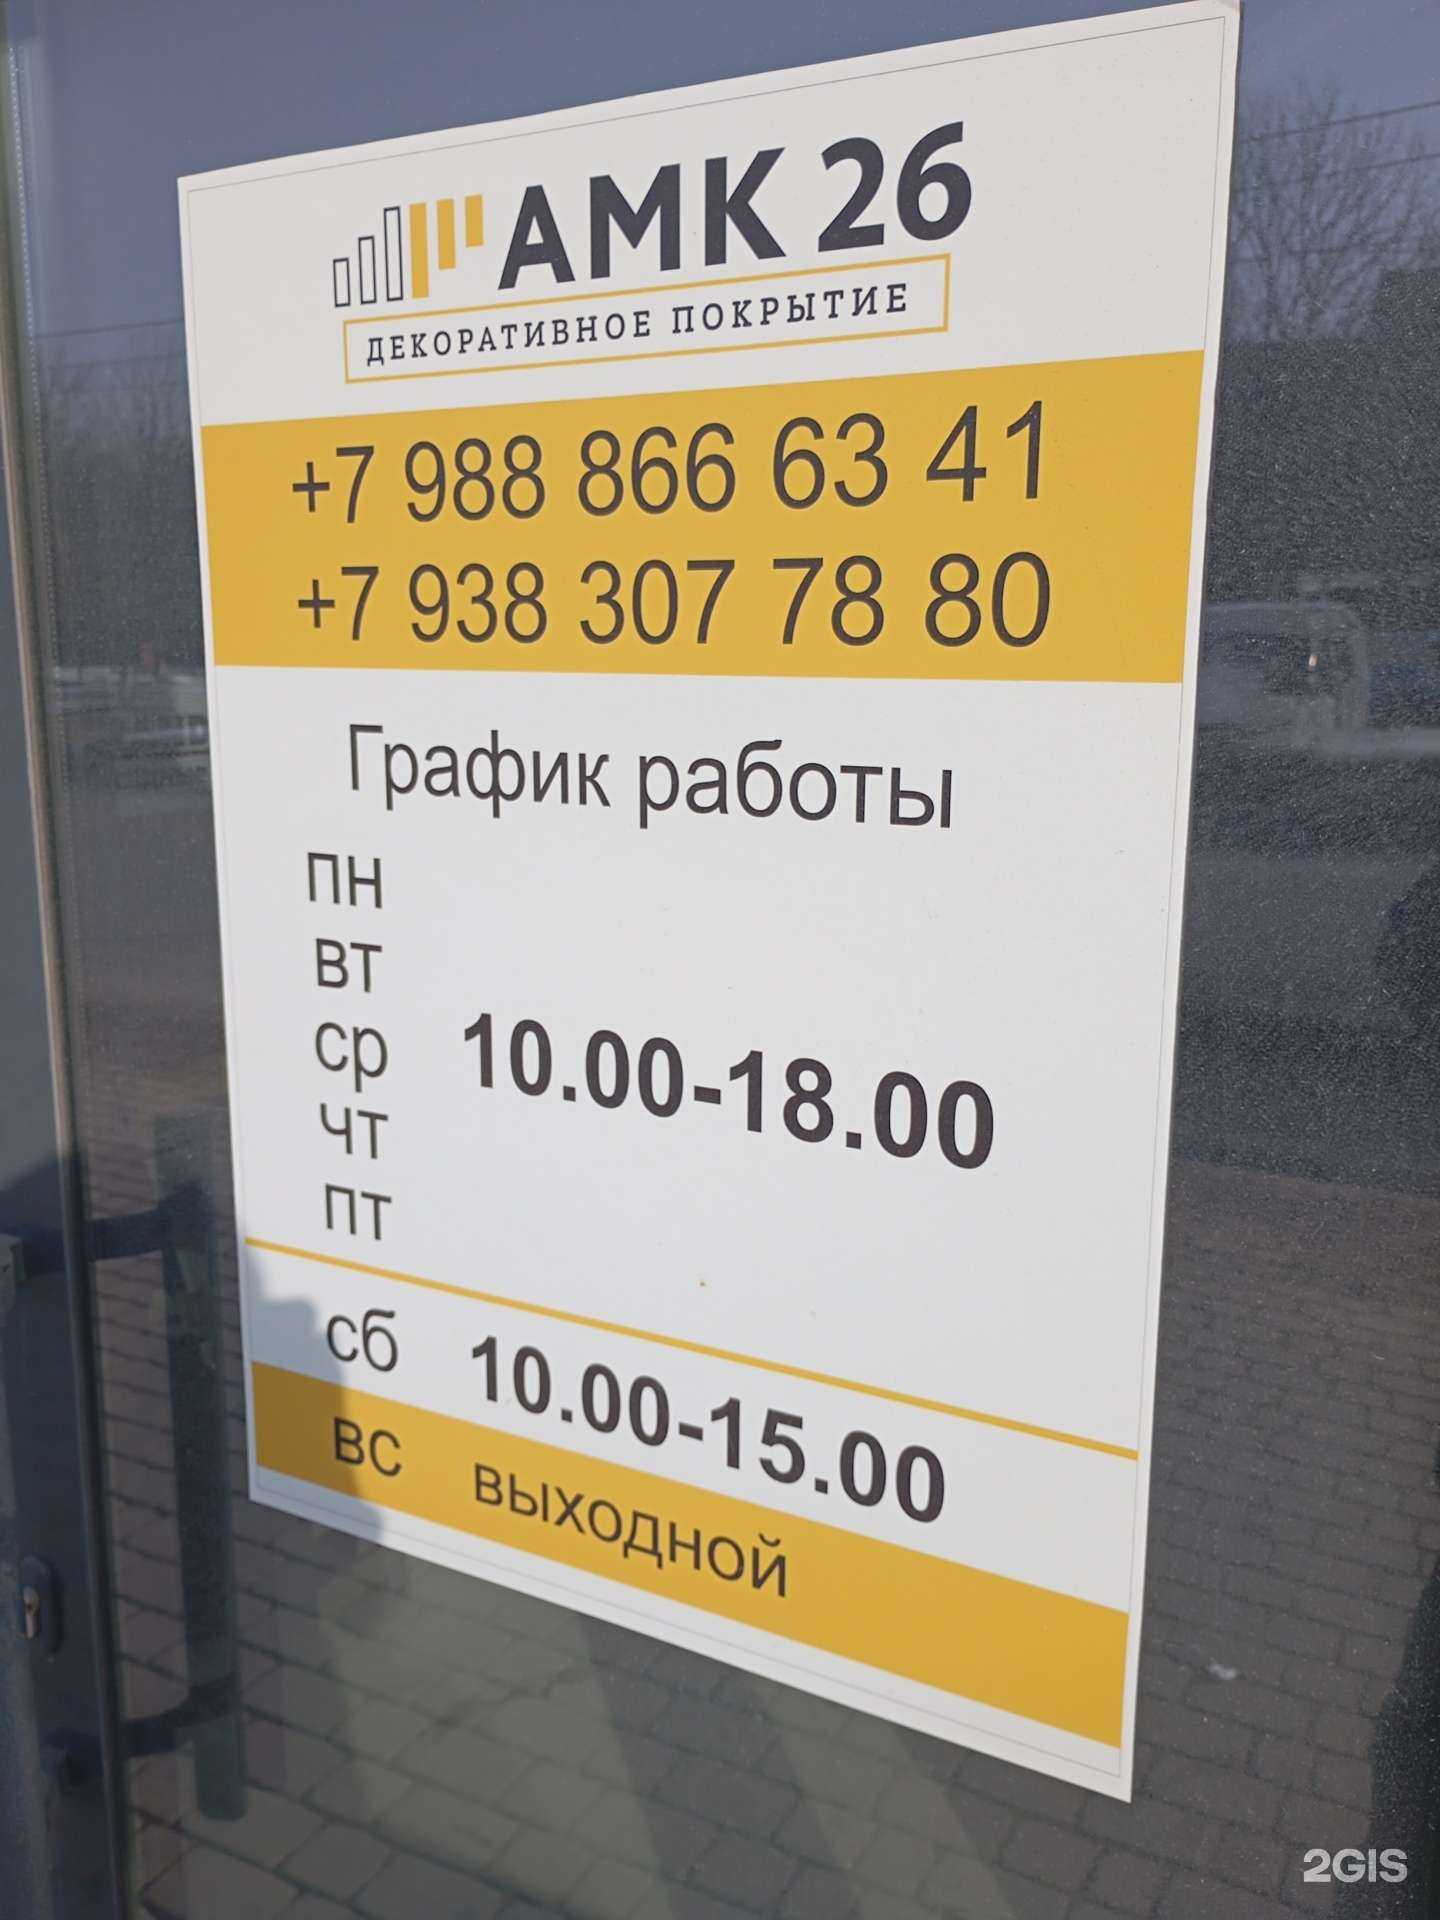 АМК 26
ДЕКОРАТИВНОЕ ПОКРЫТИЕ
+7 988 866 63 41
+7 938 307 78 80
График работы
пн
вт
ср 10.00-18.00
чт
пт
сб 10.00-15.00
вс выходной
2GIS